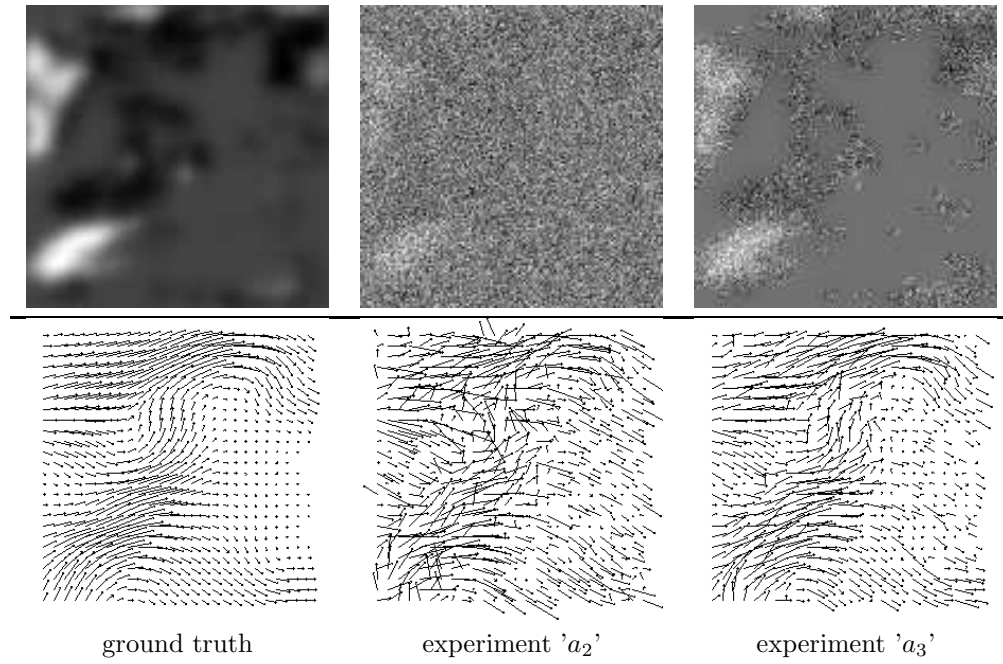 ground truth
experiment ’a₂’
experiment ’a₃’